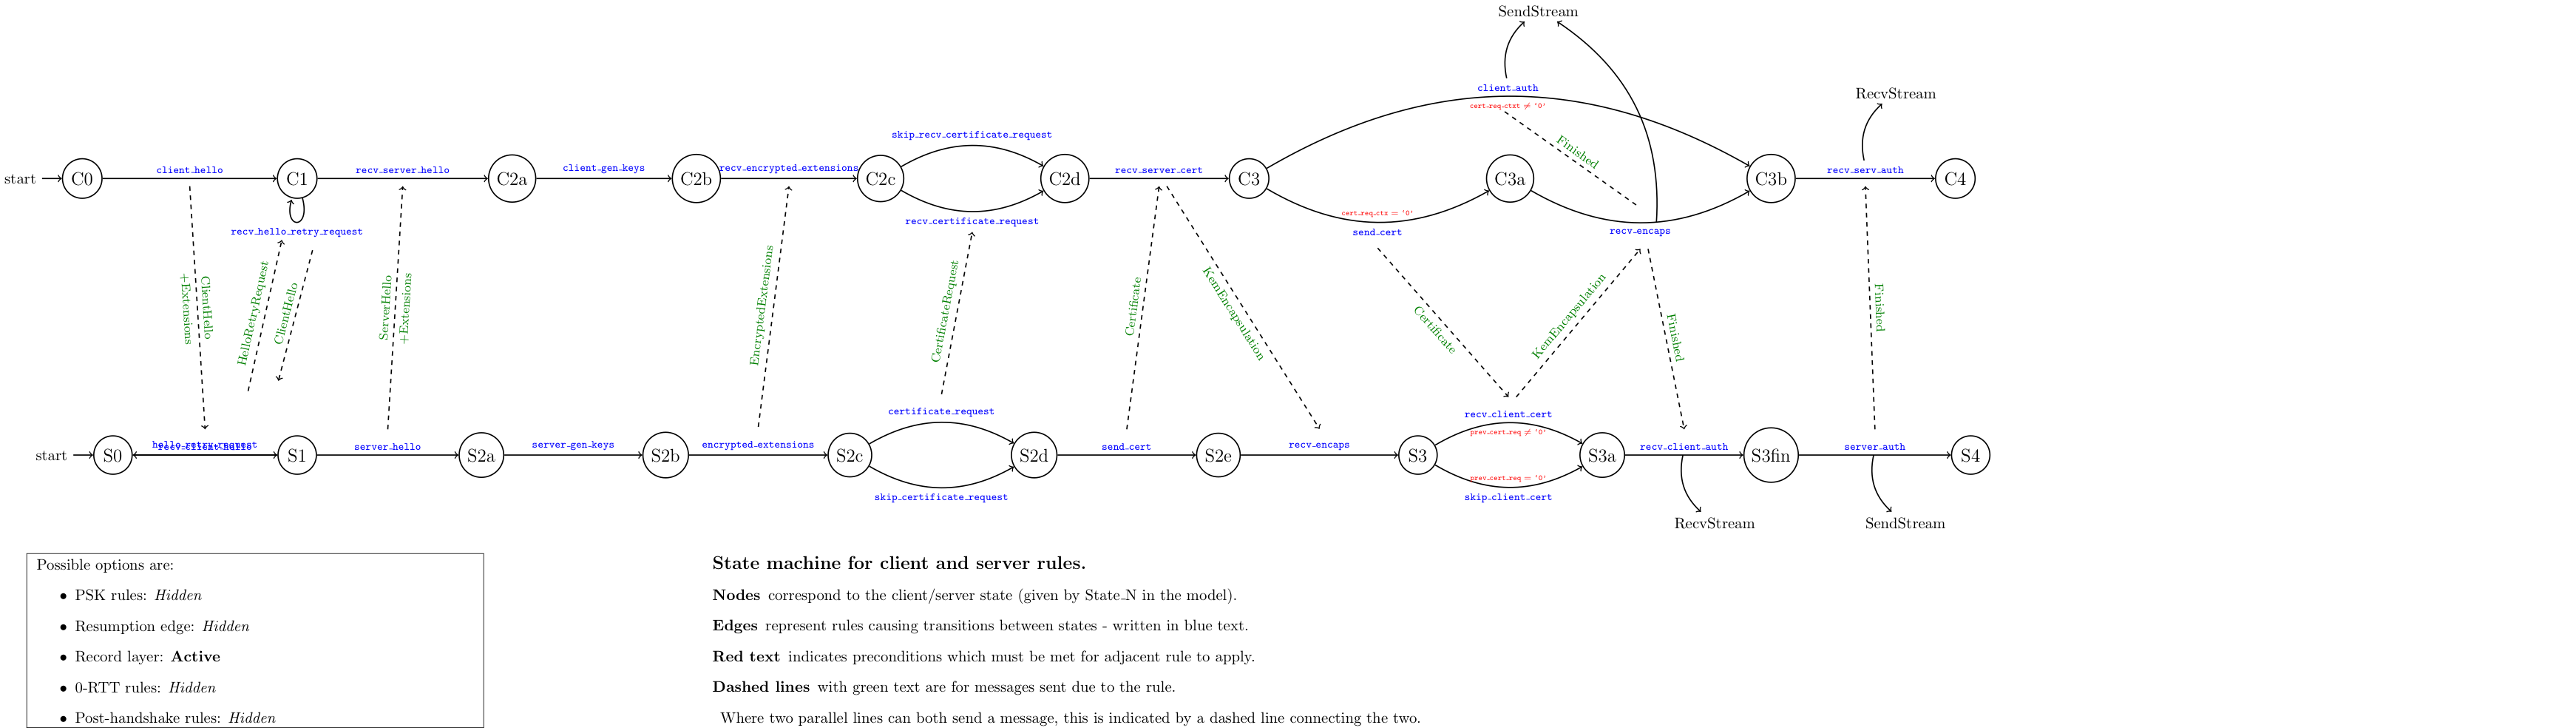 SendStream
client_auth
cert_req_ctxt ≠ '0'
RecvStream
skip_recv_certificate_request
Finished
start
C0
client_hello
C1
recv_server_hello
C2a
client_gen_keys
C2b
recv_encrypted_extensions
C2c
C2d
recv_server_cert
C3
C3a
C3b
recv_serv_auth
C4
recv_hello_retry_request
recv_certificate_request
cert_req_ctx = '0'
send_cert
recv_encaps
ClientHello
+Extensions
HelloRetryRequest
ClientHello
ServerHello
+Extensions
EncryptedExtensions
CertificateRequest
Certificate
KemEncapsulation
Certificate
KemEncapsulation
Finished
Finished
certificate_request
recv_client_cert
prev_cert_req ≠ '0'
start
S0
hello_retry_request
recv_client_hello
S1
server_hello
S2a
server_gen_keys
S2b
encrypted_extensions
S2c
S2d
send_cert
S2e
recv_encaps
S3
S3a
recv_client_auth
S3fin
server_auth
S4
skip_certificate_request
prev_cert_req = '0'
skip_client_cert
RecvStream
SendStream
Possible options are:
• PSK rules: Hidden
• Resumption edge: Hidden
• Record layer: Active
• 0-RTT rules: Hidden
• Post-handshake rules: Hidden
State machine for client and server rules.
Nodes correspond to the client/server state (given by State_N in the model).
Edges represent rules causing transitions between states - written in blue text.
Red text indicates preconditions which must be met for adjacent rule to apply.
Dashed lines with green text are for messages sent due to the rule.
Where two parallel lines can both send a message, this is indicated by a dashed line connecting the two.